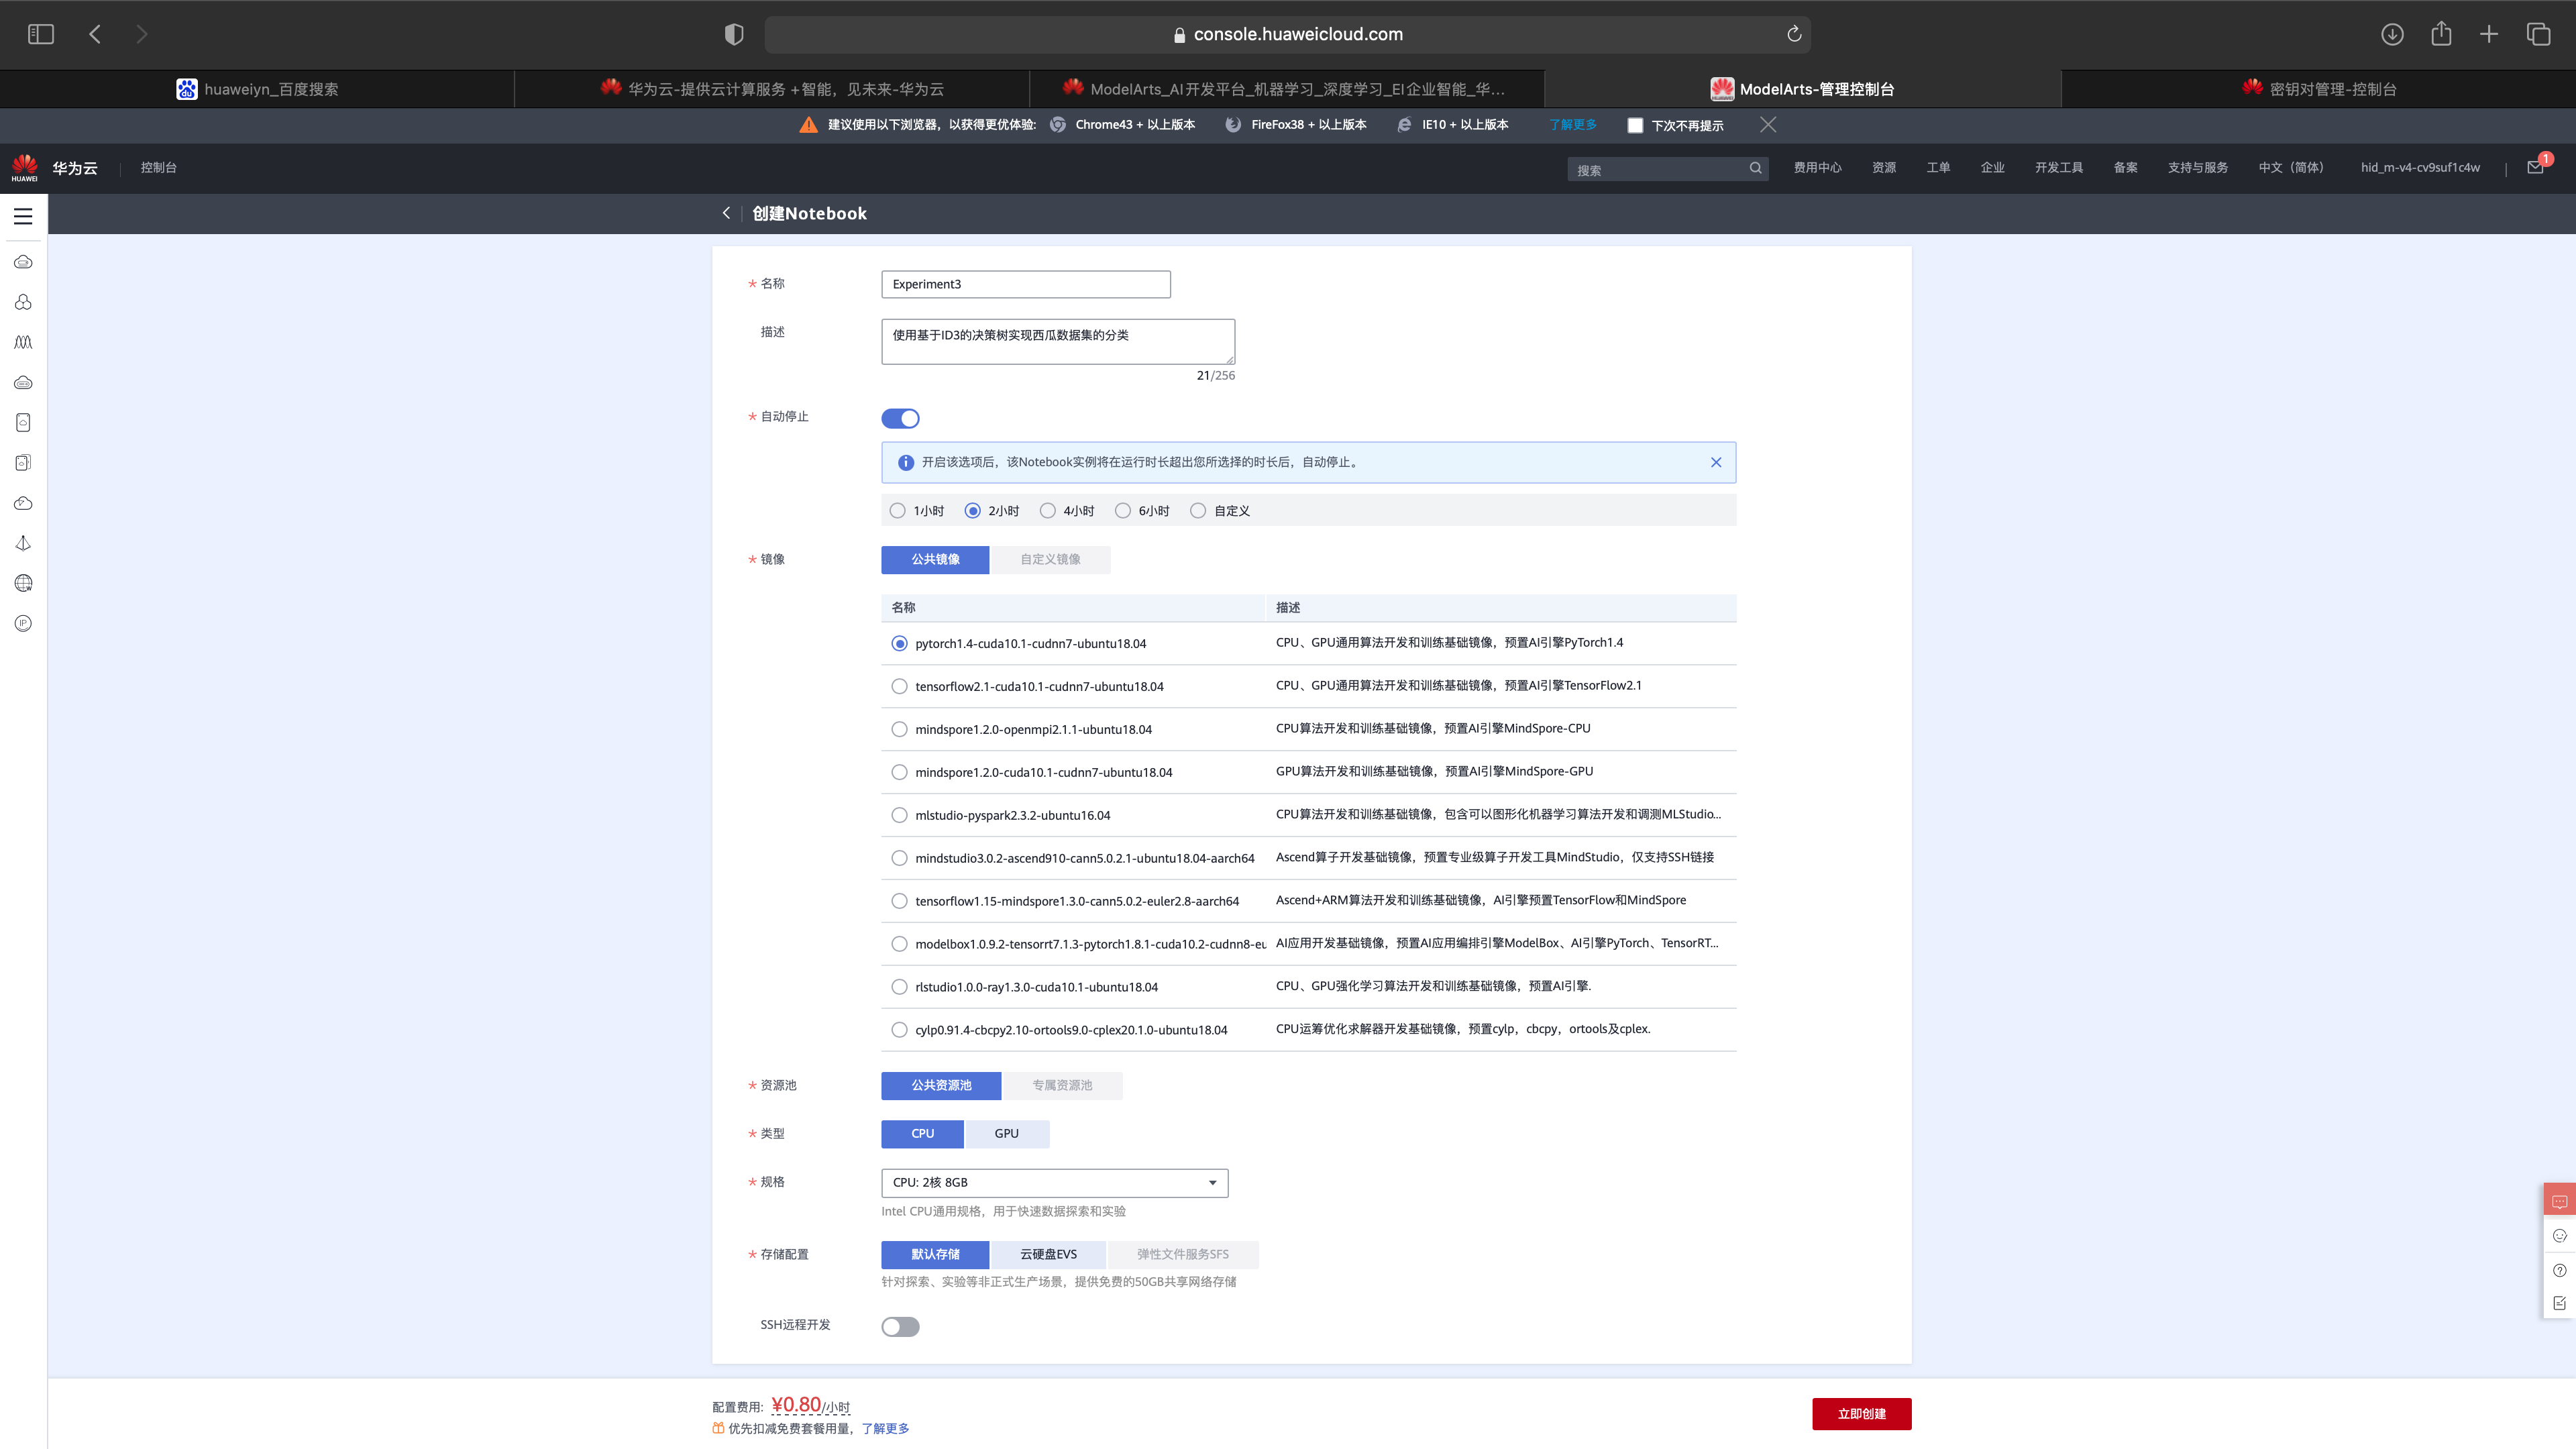 console.huaweicloud.com
huaweiyn_百度搜索
华为云-提供云计算服务 +智能，见未来-华为云
ModelArts_AI开发平台_机器学习_深度学习_EI企业智能_华...
ModelArts-管理控制台
密钥对管理-控制台
建议使用以下浏览器，以获得更优体验: Chrome43 + 以上版本 FireFox38 + 以上版本 IE10 + 以上版本 了解更多 下次不再提示
HUAWEI 华为云 控制台 搜索 费用中心 资源 工单 企业 开发工具 备案 支持与服务 中文（简体） hid_m-v4-cv9suf1c4w 1
创建Notebook
* 名称 Experiment3
描述 使用基于ID3的决策树实现西瓜数据集的分类
21/256
* 自动停止
开启该选项后，该Notebook实例将在运行时长超出您所选择的时长后，自动停止。
1小时 2小时 4小时 6小时 自定义
* 镜像 公共镜像 自定义镜像
名称 描述
pytorch1.4-cuda10.1-cudnn7-ubuntu18.04 CPU、GPU通用算法开发和训练基础镜像，预置AI引擎PyTorch1.4
tensorflow2.1-cuda10.1-cudnn7-ubuntu18.04 CPU、GPU通用算法开发和训练基础镜像，预置AI引擎TensorFlow2.1
mindspore1.2.0-openmpi2.1.1-ubuntu18.04 CPU算法开发和训练基础镜像，预置AI引擎MindSpore-CPU
mindspore1.2.0-cuda10.1-cudnn7-ubuntu18.04 GPU算法开发和训练基础镜像，预置AI引擎MindSpore-GPU
mlstudio-pyspark2.3.2-ubuntu16.04 CPU算法开发和训练基础镜像，包含可以图形化机器学习算法开发和调测MLStudio...
mindstudio3.0.2-ascend910-cann5.0.2.1-ubuntu18.04-aarch64 Ascend算子开发基础镜像，预置专业级算子开发工具MindStudio，仅支持SSH链接
tensorflow1.15-mindspore1.3.0-cann5.0.2-euler2.8-aarch64 Ascend+ARM算法开发和训练基础镜像，AI引擎预置TensorFlow和MindSpore
modelbox1.0.9.2-tensorrt7.1.3-pytorch1.8.1-cuda10.2-cudnn8-eu AI应用开发基础镜像，预置AI应用编排引擎ModelBox、AI引擎PyTorch、TensorRT...
rlstudio1.0.0-ray1.3.0-cuda10.1-ubuntu18.04 CPU、GPU强化学习算法开发和训练基础镜像，预置AI引擎.
cylp0.91.4-cbcpy2.10-ortools9.0-cplex20.1.0-ubuntu18.04 CPU运筹优化求解器开发基础镜像，预置cylp，cbcpy，ortools及cplex.
* 资源池 公共资源池 专属资源池
* 类型 CPU GPU
* 规格 CPU: 2核 8GB
Intel CPU通用规格，用于快速数据探索和实验
* 存储配置 默认存储 云硬盘EVS 弹性文件服务SFS
针对探索、实验等非正式生产场景，提供免费的50GB共享网络存储
SSH远程开发
配置费用: ¥0.80/小时
优先扣减免费套餐用量，了解更多
立即创建